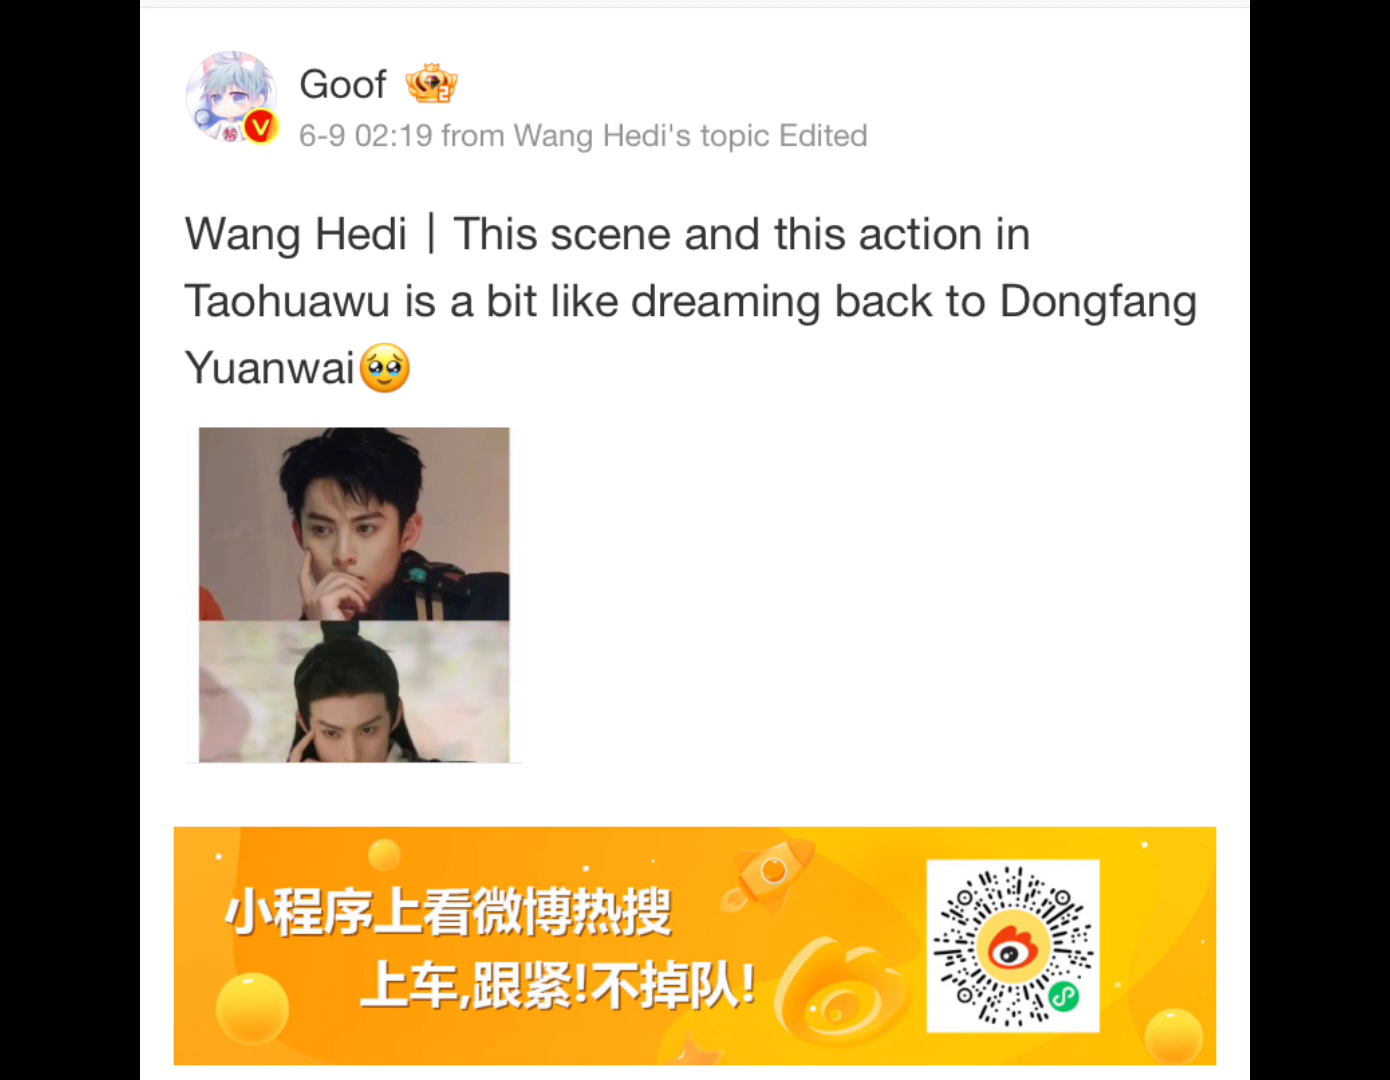 Goof
6-9 02:19 from Wang Hedi's topic Edited
Wang Hedi｜This scene and this action in
Taohuawu is a bit like dreaming back to Dongfang
Yuanwai🥹
小程序上看微博热搜
上车,跟紧!不掉队!